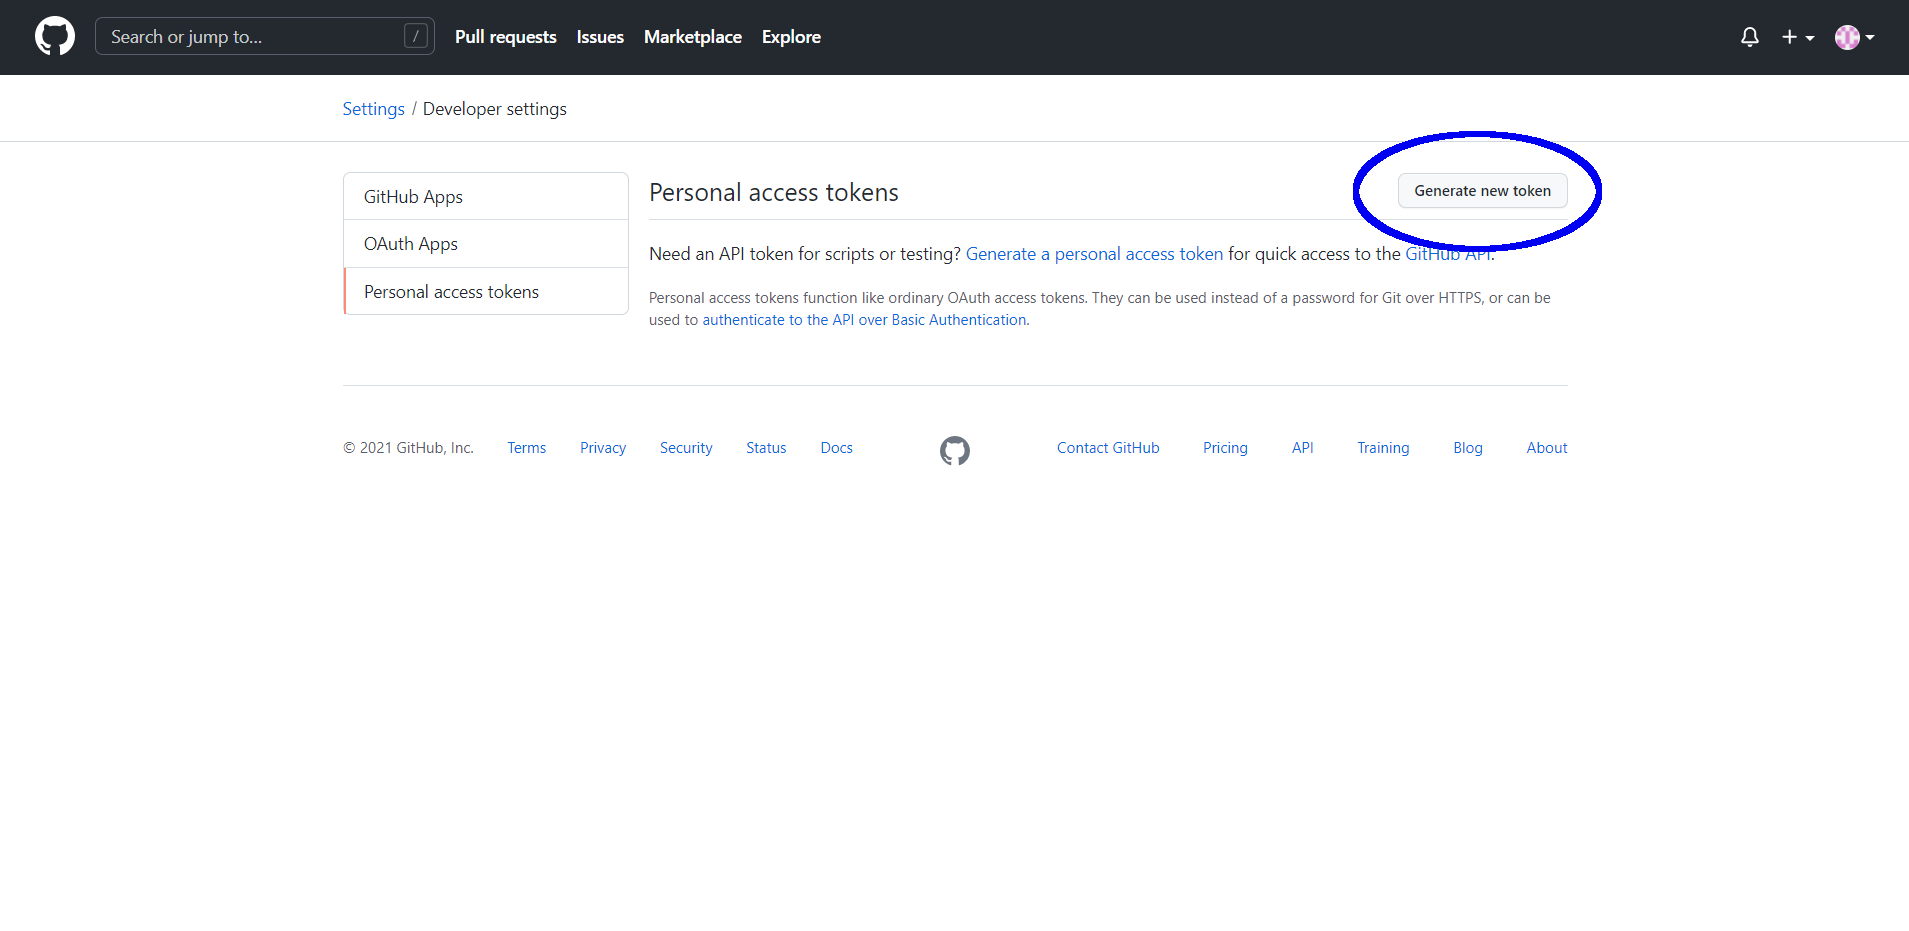 Search or jump to...
/
Pull requests
Issues
Marketplace
Explore
Settings / Developer settings
GitHub Apps
OAuth Apps
Personal access tokens
Personal access tokens
Generate new token
Need an API token for scripts or testing? Generate a personal access token for quick access to the GitHub API.
Personal access tokens function like ordinary OAuth access tokens. They can be used instead of a password for Git over HTTPS, or can be
used to authenticate to the API over Basic Authentication.
© 2021 GitHub, Inc.
Terms
Privacy
Security
Status
Docs
Contact GitHub
Pricing
API
Training
Blog
About